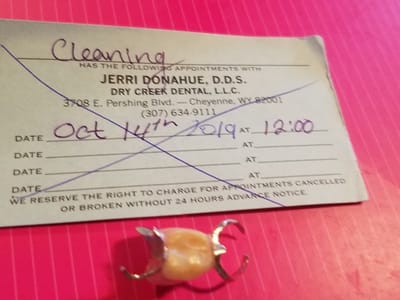 Cleaning
HAS THE FOLLOWING APPOINTMENTS WITH
JERRI DONAHUE, D.D.S.
DRY CREEK DENTAL, L.L.C.
3708 E. Pershing Blvd. — Cheyenne, WY 82001
(307) 634-9111
DATE Oct 14th 2019 AT 12:00
DATE AT
DATE AT
DATE AT
WE RESERVE THE RIGHT TO CHARGE FOR APPOINTMENTS CANCELLED
OR BROKEN WITHOUT 24 HOURS ADVANCE NOTICE.